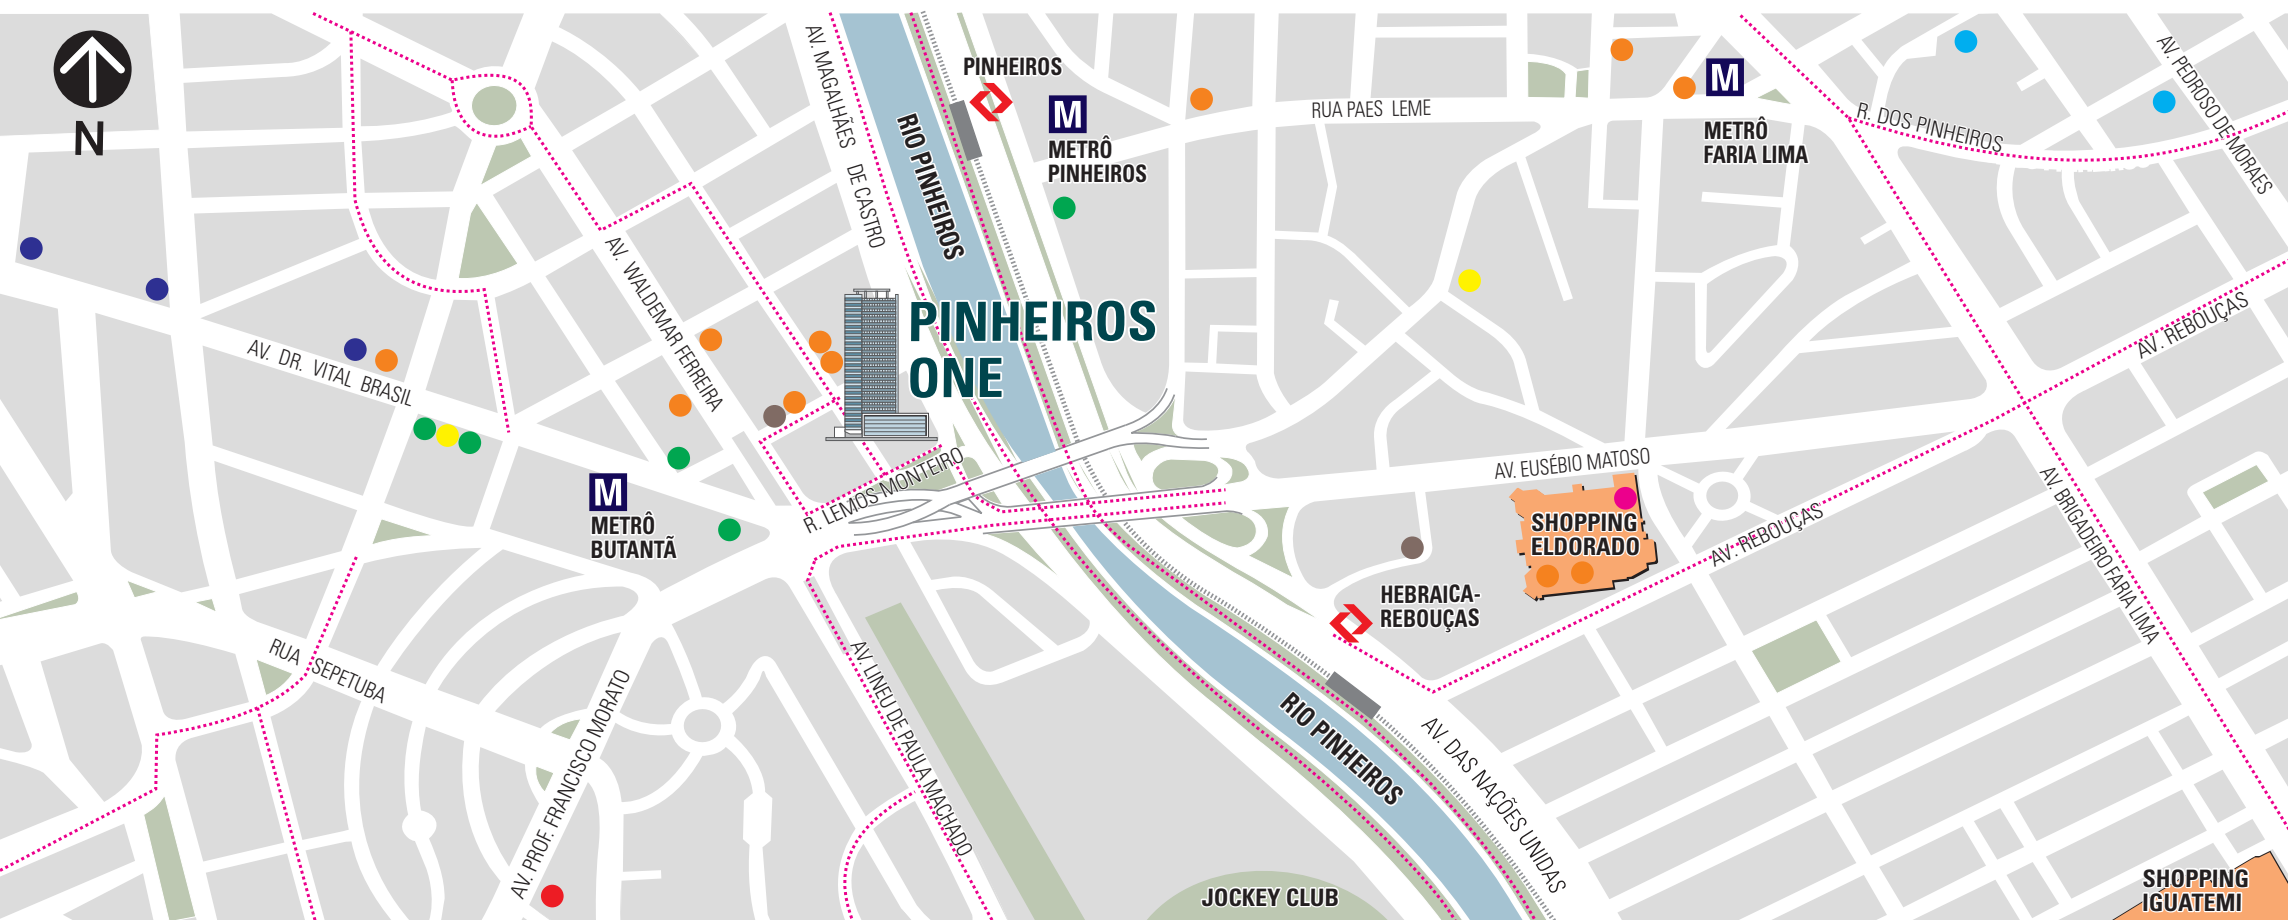 N
AV. MAGALHÃES DE CASTRO
RIO PINHEIROS
PINHEIROS
M
METRÔ
PINHEIROS
RUA PAES LEME
M
METRÔ
FARIA LIMA
R. DOS PINHEIROS
AV. PEDROSO DE MORAES
AV. WALDEMAR FERREIRA
PINHEIROS
ONE
AV. DR. VITAL BRASIL
AV. REBOUÇAS
M
METRÔ
BUTANTÃ
R. LEMOS MONTEIRO
AV. EUSÉBIO MATOSO
SHOPPING
ELDORADO
AV. REBOUÇAS
AV. BRIGADEIRO FARIA LIMA
HEBRAICA-
REBOUÇAS
RUA SEPETUBA
AV. PROF. FRANCISCO MORATO
AV. LINEU DE PAULA MACHADO
RIO PINHEIROS
AV. DAS NAÇÕES UNIDAS
JOCKEY CLUB
SHOPPING
IGUATEMI